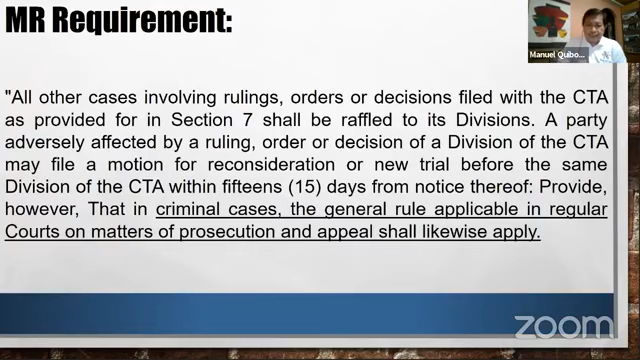 MR Requirement:
Manuel Quibo...
"All other cases involving rulings, orders or decisions filed with the CTA
as provided for in Section 7 shall be raffled to its Divisions. A party
adversely affected by a ruling, order or decision of a Division of the CTA
may file a motion for reconsideration or new trial before the same
Division of the CTA within fifteens (15) days from notice thereof: Provide,
however, That in criminal cases, the general rule applicable in regular
Courts on matters of prosecution and appeal shall likewise apply.
zoom